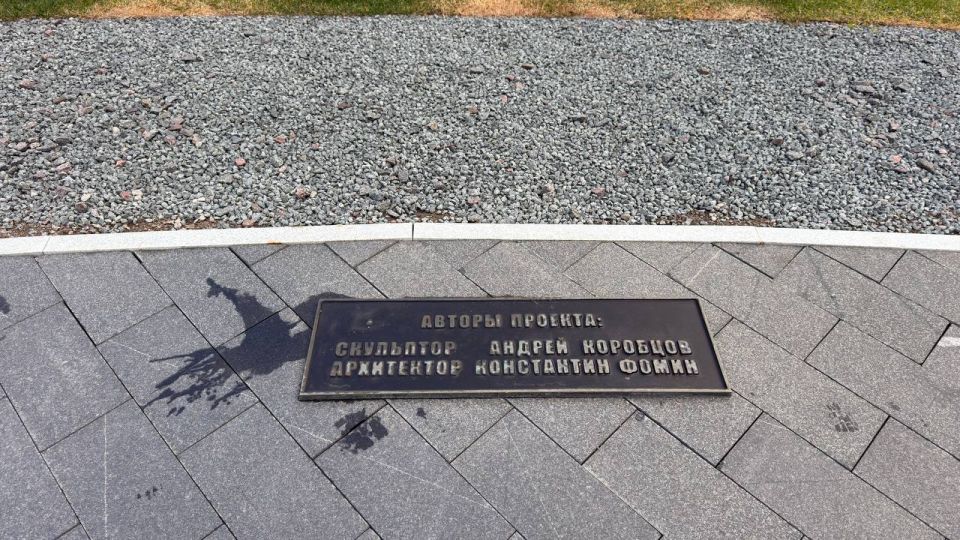 АВТОРЫ ПРОЕКТА:
СКУЛЬПТОР АНДРЕЙ КОРОБЦОВ
АРХИТЕКТОР КОНСТАНТИН ФОМИН